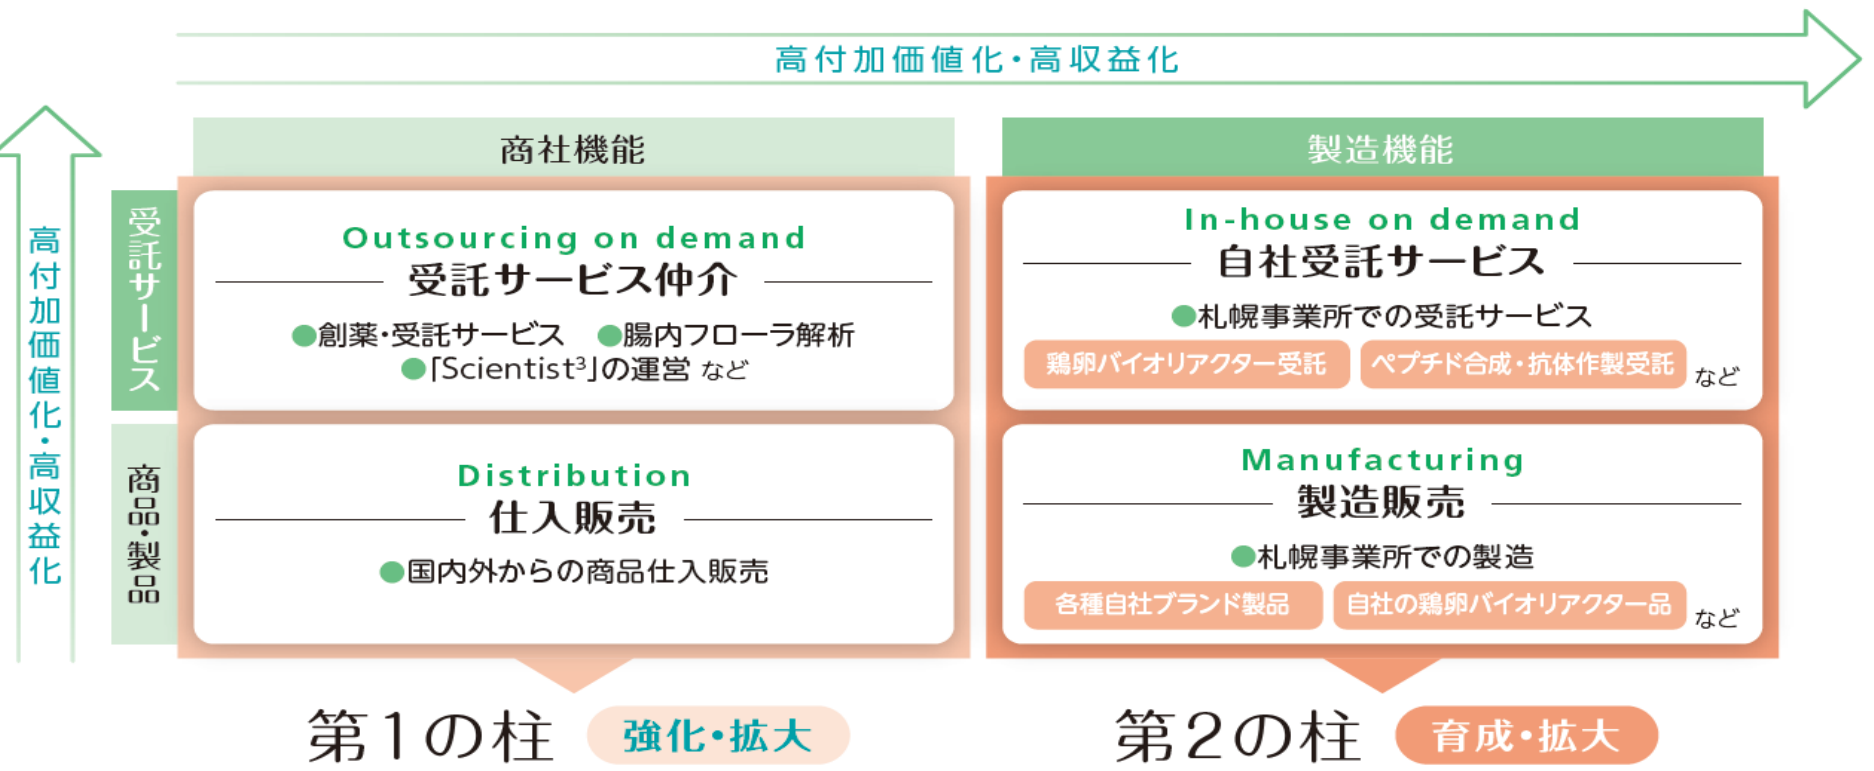 高付加価値化・高収益化
高付加価値化・高収益化
商社機能
製造機能
受託サービス
Outsourcing on demand
受託サービス仲介
●創薬・受託サービス ●腸内フローラ解析
●「Scientist³」の運営 など
In-house on demand
自社受託サービス
●札幌事業所での受託サービス
鶏卵バイオリアクター受託 ペプチド合成・抗体作製受託 など
商品・製品
Distribution
仕入販売
●国内外からの商品仕入販売
Manufacturing
製造販売
●札幌事業所での製造
各種自社ブランド製品 自社の鶏卵バイオリアクター品 など
第1の柱 強化・拡大
第2の柱 育成・拡大